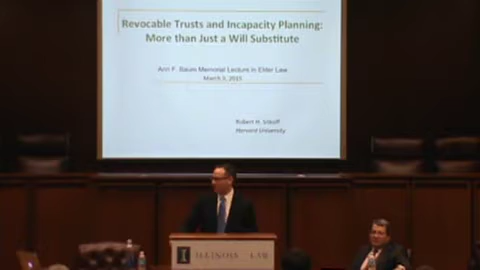 Revocable Trusts and Incapacity Planning:
More than Just a Will Substitute
Ann F. Baum Memorial Lecture in Elder Law
March 3, 2015
Robert H. Sitkoff
Harvard University
I ILLINOIS LAW